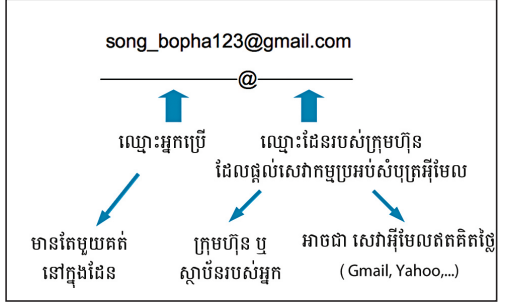 song_bopha123@gmail.com
@
ឈ្មោះអ្នកប្រើ
ឈ្មោះដែនរបស់ក្រុមហ៊ុន
ដែលផ្តល់សេវាកម្មប្រអប់សំបុត្រអ៊ីមែល
មានតែមួយគត់
នៅក្នុងដែន
ក្រុមហ៊ុន ឬ
ស្ថាប័នរបស់អ្នក
អាចជា សេវាអ៊ីមែលឥតគិតថ្លៃ
( Gmail, Yahoo,...)